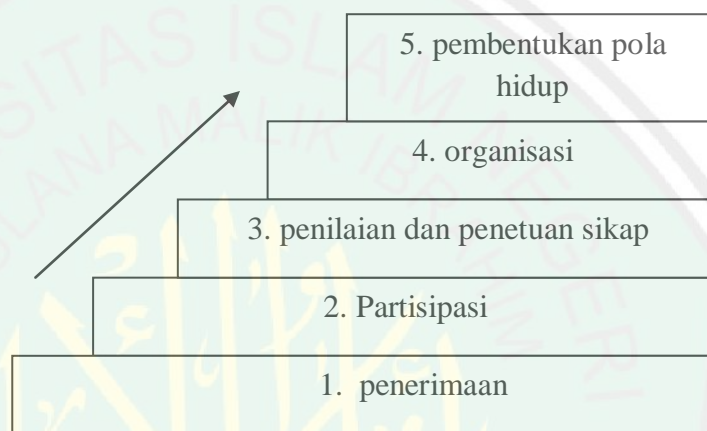 5. pembentukan pola
hidup
4. organisasi
3. penilaian dan penetuan sikap
2. Partisipasi
1. penerimaan